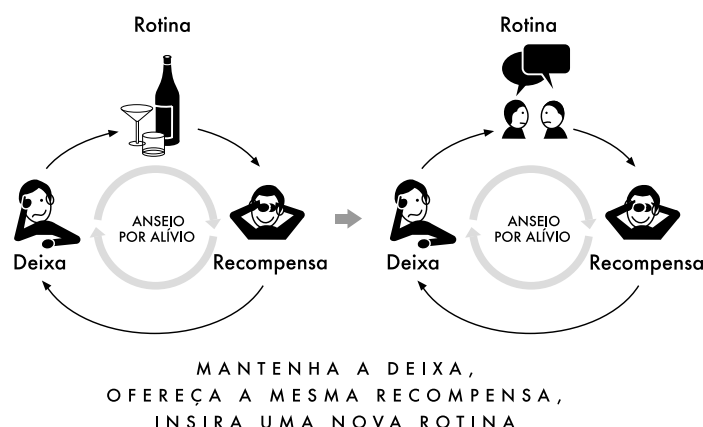 Rotina
ANSEIO
POR ALÍVIO
Deixa
Recompensa
Rotina
ANSEIO
POR ALÍVIO
Deixa
Recompensa
MANTENHA A DEIXA,
OFEREÇA A MESMA RECOMPENSA,
INSIRA UMA NOVA ROTINA